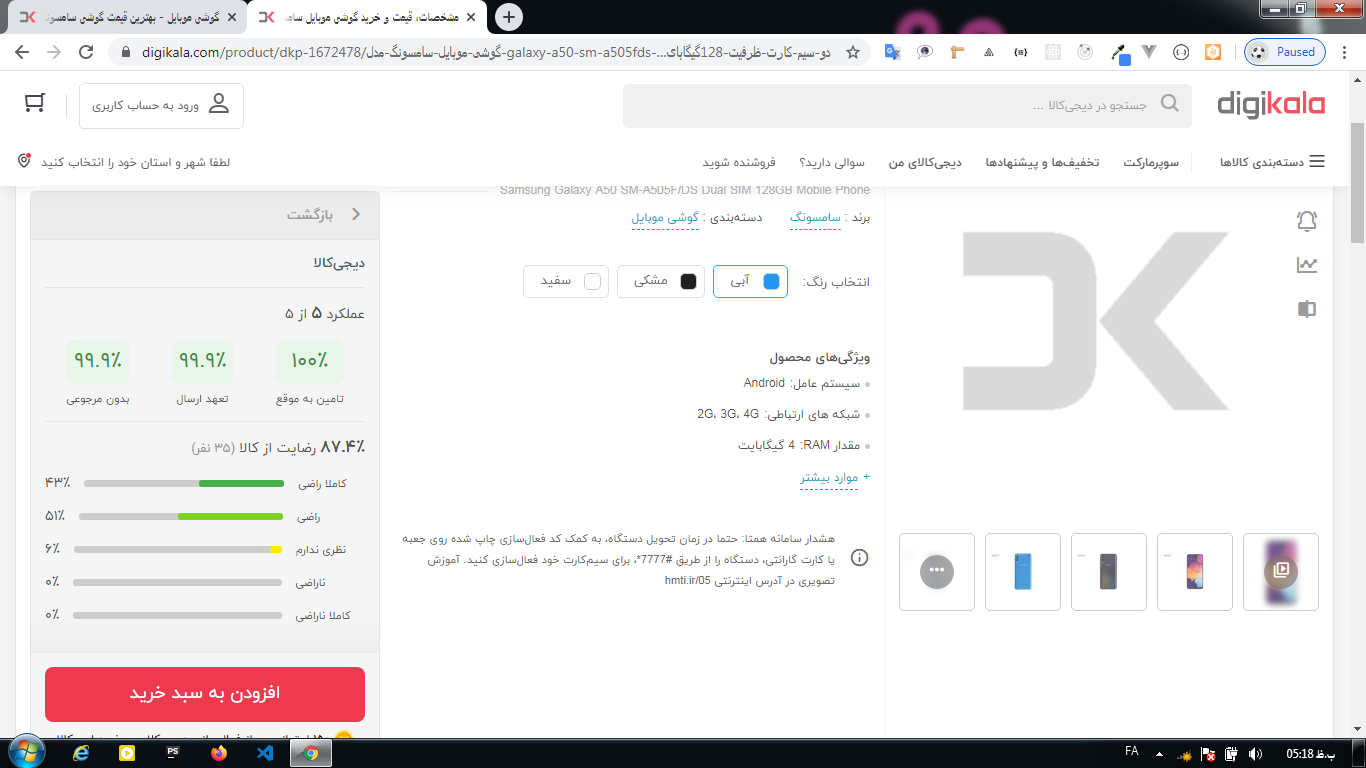 گوشی موبایل - بهترین قیمت گوشی سامسونگ
مشخصات، قیمت و خرید گوشی موبایل سامس
digikala.com/product/dkp-1672478/گوشی-موبایل-سامسونگ-مدل-galaxy-a50-sm-a505fds-...دو-سیم-کارت-ظرفیت-128گیگابای
Paused
digikala
جستجو در دیجی‌کالا ...
ورود به حساب کاربری
دسته‌بندی کالاها
سوپرمارکت
تخفیف‌ها و پیشنهادها
دیجی‌کالای من
سوالی دارید؟
فروشنده شوید
لطفا شهر و استان خود را انتخاب کنید
Samsung Galaxy A50 SM-A505F/DS Dual SIM 128GB Mobile Phone
برند : سامسونگ
دسته‌بندی : گوشی موبایل
انتخاب رنگ:
آبی
مشکی
سفید
ویژگی‌های محصول
سیستم عامل: Android
شبکه های ارتباطی: 2G، 3G، 4G
مقدار RAM: 4 گیگابایت
+ موارد بیشتر
هشدار سامانه همتا: حتما در زمان تحویل دستگاه، به کمک کد فعال‌سازی چاپ شده روی جعبه
یا کارت گارانتی، دستگاه را از طریق #7777*، برای سیم‌کارت خود فعال‌سازی کنید. آموزش
تصویری در آدرس اینترنتی hmti.ir/05
بازگشت
دیجی‌کالا
عملکرد ۵ از ۵
۱۰۰٪
۹۹.۹٪
۹۹.۹٪
تامین به موقع
تعهد ارسال
بدون مرجوعی
۸۷.۴٪ رضایت از کالا (۳۵ نفر)
کاملا راضی ۴۳٪
راضی ۵۱٪
نظری ندارم ۶٪
ناراضی ۰٪
کاملا ناراضی ۰٪
افزودن به سبد خرید
FA
05:18 ب.ظ